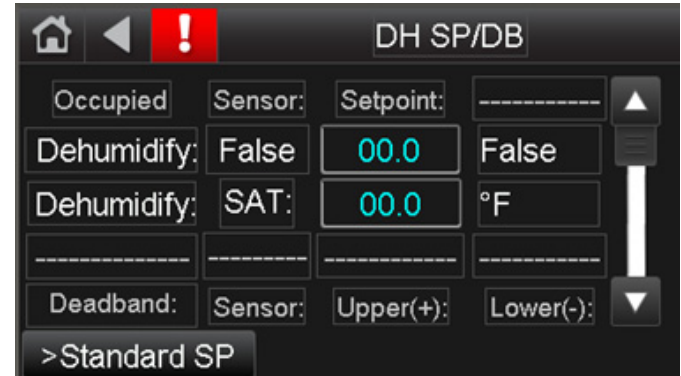 ! DH SP/DB
Occupied Sensor: Setpoint: -----------
Dehumidify: False 00.0 False
Dehumidify: SAT: 00.0 °F
-------------- --------- ------------ -----------
Deadband: Sensor: Upper(+): Lower(-):
>Standard SP